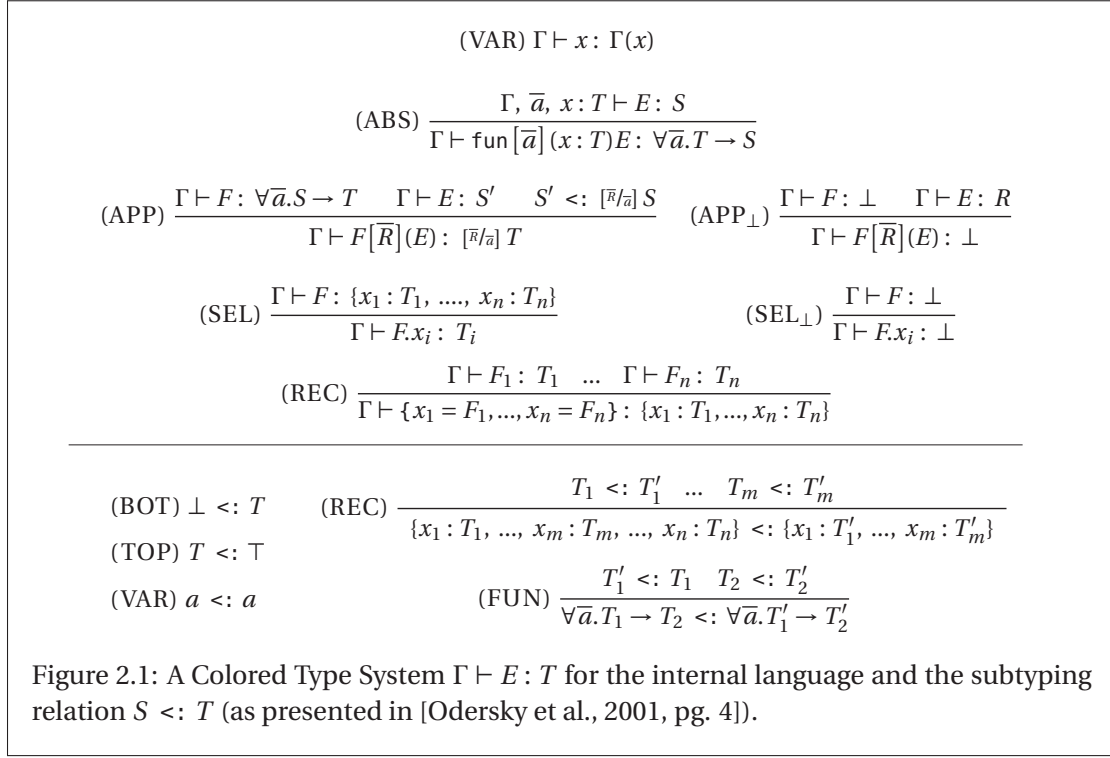 (VAR) Γ ⊢ x : Γ(x)
(ABS) Γ, a̅, x : T ⊢ E : S
Γ ⊢ fun[a̅](x : T)E : ∀a̅.T → S
(APP) Γ ⊢ F : ∀a̅.S → T Γ ⊢ E : S′ S′ <: [R̅/a̅] S
Γ ⊢ F[R̅](E) : [R̅/a̅] T
(APP⊥) Γ ⊢ F : ⊥ Γ ⊢ E : R
Γ ⊢ F[R̅](E) : ⊥
(SEL) Γ ⊢ F : {x₁ : T₁, ...., xₙ : Tₙ}
Γ ⊢ F.xᵢ : Tᵢ
(SEL⊥) Γ ⊢ F : ⊥
Γ ⊢ F.xᵢ : ⊥
(REC) Γ ⊢ F₁ : T₁ ... Γ ⊢ Fₙ : Tₙ
Γ ⊢ {x₁ = F₁, ..., xₙ = Fₙ} : {x₁ : T₁, ..., xₙ : Tₙ}
(BOT) ⊥ <: T
(TOP) T <: ⊤
(VAR) a <: a
(REC) T₁ <: T′₁ ... Tₘ <: T′ₘ
{x₁ : T₁, ..., xₘ : Tₘ, ..., xₙ : Tₙ} <: {x₁ : T′₁, ..., xₘ : T′ₘ}
(FUN) T′₁ <: T₁ T₂ <: T′₂
∀a̅.T₁ → T₂ <: ∀a̅.T′₁ → T′₂
Figure 2.1: A Colored Type System Γ ⊢ E : T for the internal language and the subtyping
relation S <: T (as presented in [Odersky et al., 2001, pg. 4]).